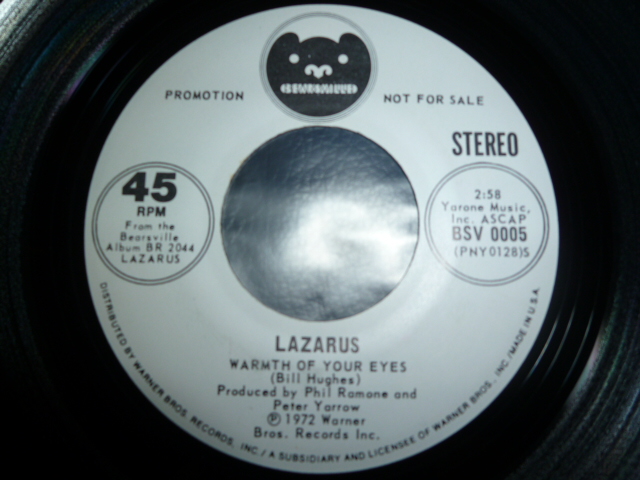 BEARSVILLE
PROMOTION
NOT FOR SALE
STEREO
45
RPM
From the
Bearsville
Album BR 2044
LAZARUS
2:58
Yarone Music,
Inc. ASCAP
BSV 0005
(PNY0128)S
LAZARUS
WARMTH OF YOUR EYES
(Bill Hughes)
Produced by Phil Ramone and
Peter Yarrow
℗ 1972 Warner
Bros. Records Inc.
DISTRIBUTED BY WARNER BROS. RECORDS, INC./A SUBSIDIARY AND LICENSEE OF WARNER BROS., INC./MADE IN U.S.A.